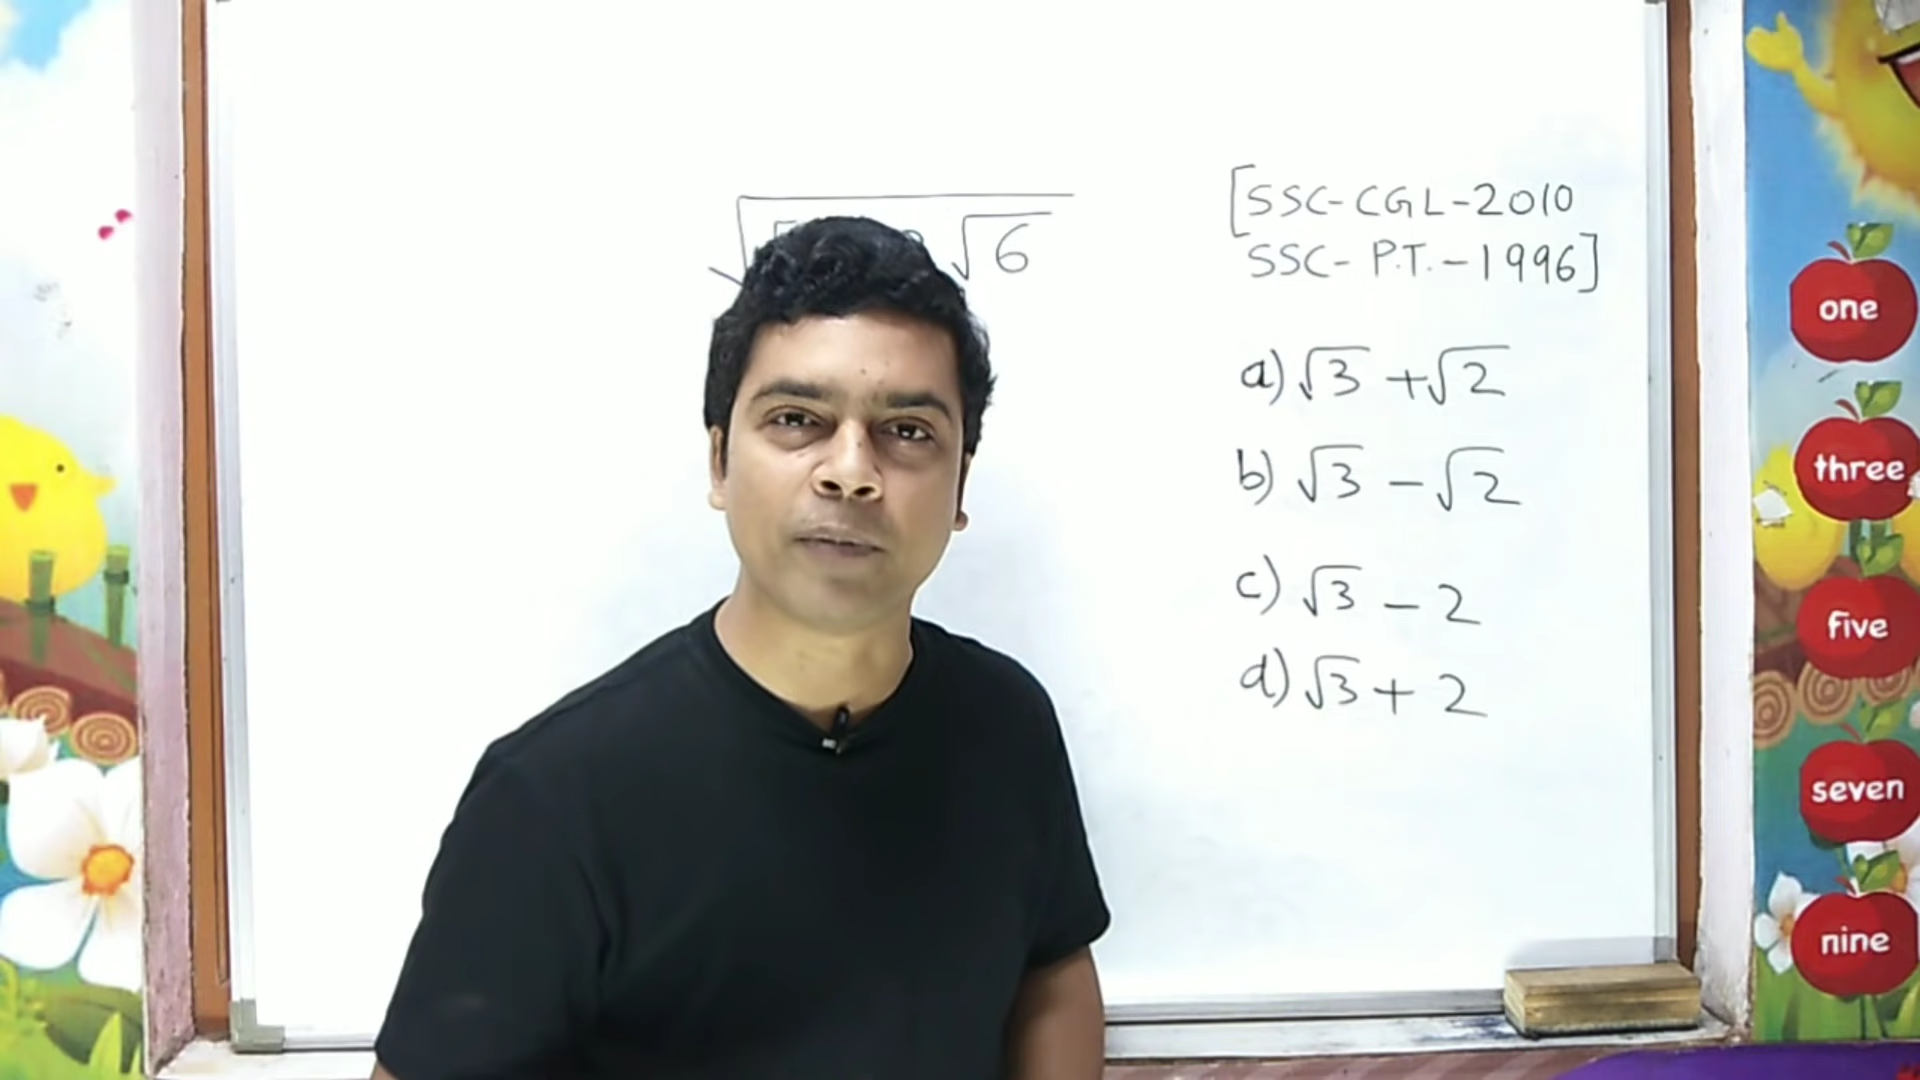 √6
[SSC-CGL-2010
SSC- P.T.-1996]
a) √3 + √2
b) √3 - √2
c) √3 - 2
d) √3 + 2
one
three
five
seven
nine